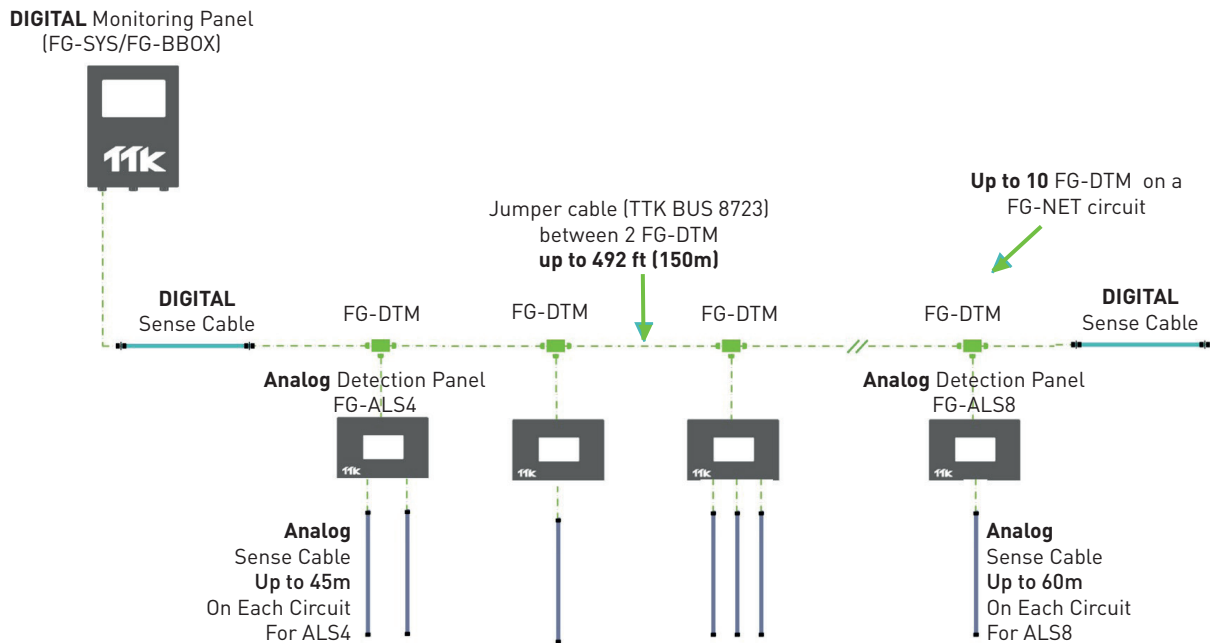 DIGITAL Monitoring Panel
(FG-SYS/FG-BBOX)
TTK
Jumper cable (TTK BUS 8723)
between 2 FG-DTM
up to 492 ft (150m)
Up to 10 FG-DTM on a
FG-NET circuit
DIGITAL
Sense Cable
FG-DTM
FG-DTM
FG-DTM
FG-DTM
DIGITAL
Sense Cable
Analog Detection Panel
FG-ALS4
Analog Detection Panel
FG-ALS8
TTK
TTK
TTK
TTK
Analog
Sense Cable
Up to 45m
On Each Circuit
For ALS4
Analog
Sense Cable
Up to 60m
On Each Circuit
For ALS8